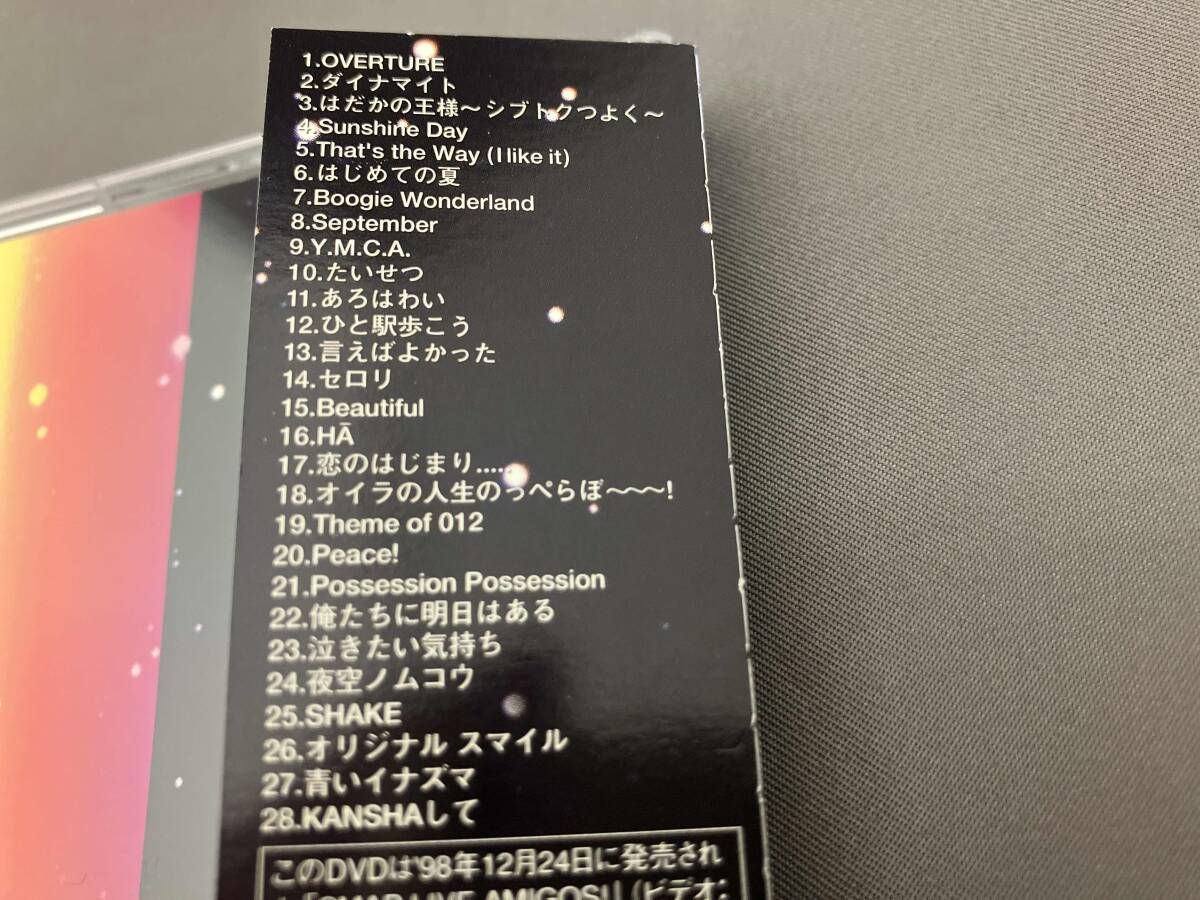 1.OVERTURE
2.ダイナマイト
3.はだかの王様～シブトクつよく～
4.Sunshine Day
5.That's the Way (I like it)
6.はじめての夏
7.Boogie Wonderland
8.September
9.Y.M.C.A.
10.たいせつ
11.あろはわい
12.ひと駅歩こう
13.言えばよかった
14.セロリ
15.Beautiful
16.HĀ
17.恋のはじまり.....
18.オイラの人生のっぺらぼ～～～!
19.Theme of 012
20.Peace!
21.Possession Possession
22.俺たちに明日はある
23.泣きたい気持ち
24.夜空ノムコウ
25.SHAKE
26.オリジナル スマイル
27.青いイナズマ
28.KANSHAして
このDVDは'98年12月24日に発売され
「SMAP LIVE AMIGOS!!」(ビデオ: